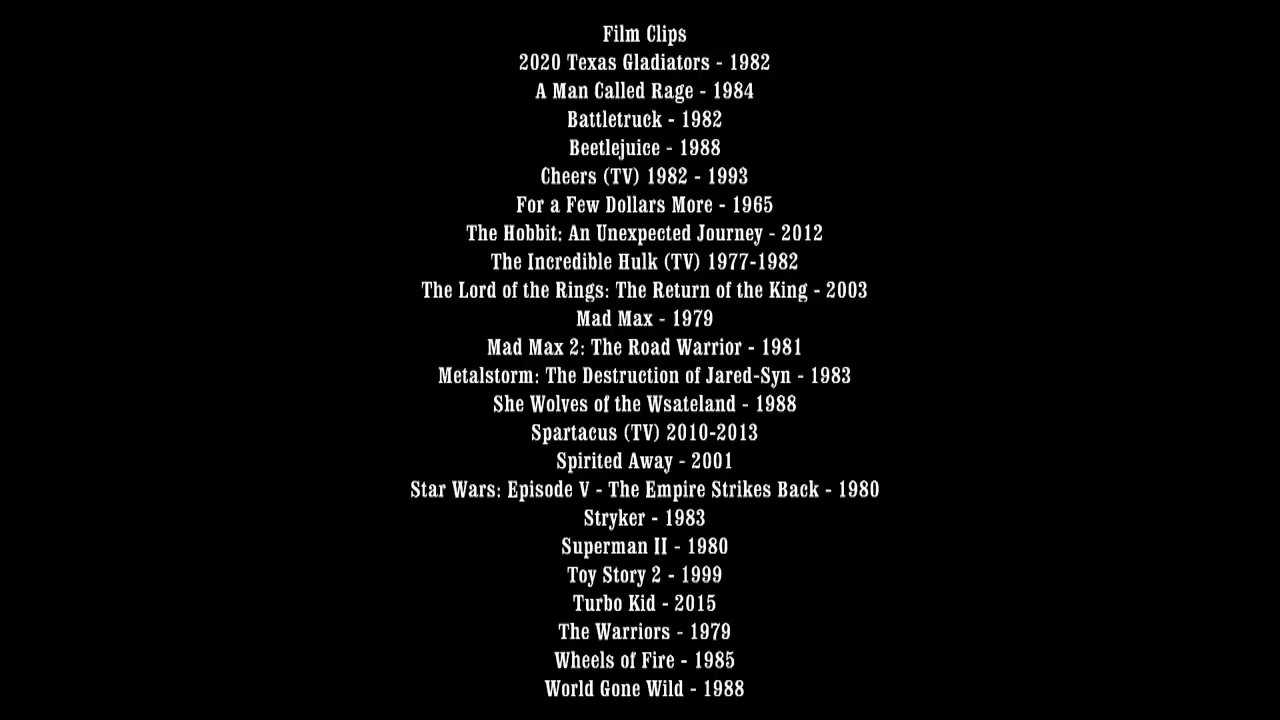 Film Clips
2020 Texas Gladiators - 1982
A Man Called Rage - 1984
Battletruck - 1982
Beetlejuice - 1988
Cheers (TV) 1982 - 1993
For a Few Dollars More - 1965
The Hobbit: An Unexpected Journey - 2012
The Incredible Hulk (TV) 1977-1982
The Lord of the Rings: The Return of the King - 2003
Mad Max - 1979
Mad Max 2: The Road Warrior - 1981
Metalstorm: The Destruction of Jared-Syn - 1983
She Wolves of the Wsateland - 1988
Spartacus (TV) 2010-2013
Spirited Away - 2001
Star Wars: Episode V - The Empire Strikes Back - 1980
Stryker - 1983
Superman II - 1980
Toy Story 2 - 1999
Turbo Kid - 2015
The Warriors - 1979
Wheels of Fire - 1985
World Gone Wild - 1988